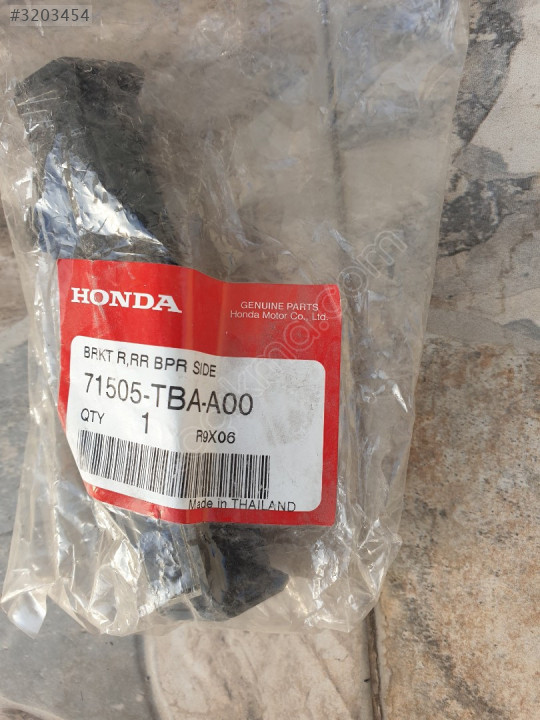 #3203454
HONDA
GENUINE PARTS
Honda Motor Co., Ltd.
BRKT R,RR BPR SIDE
71505-TBA-A00
QTY 1 R9X06
Made in THAILAND